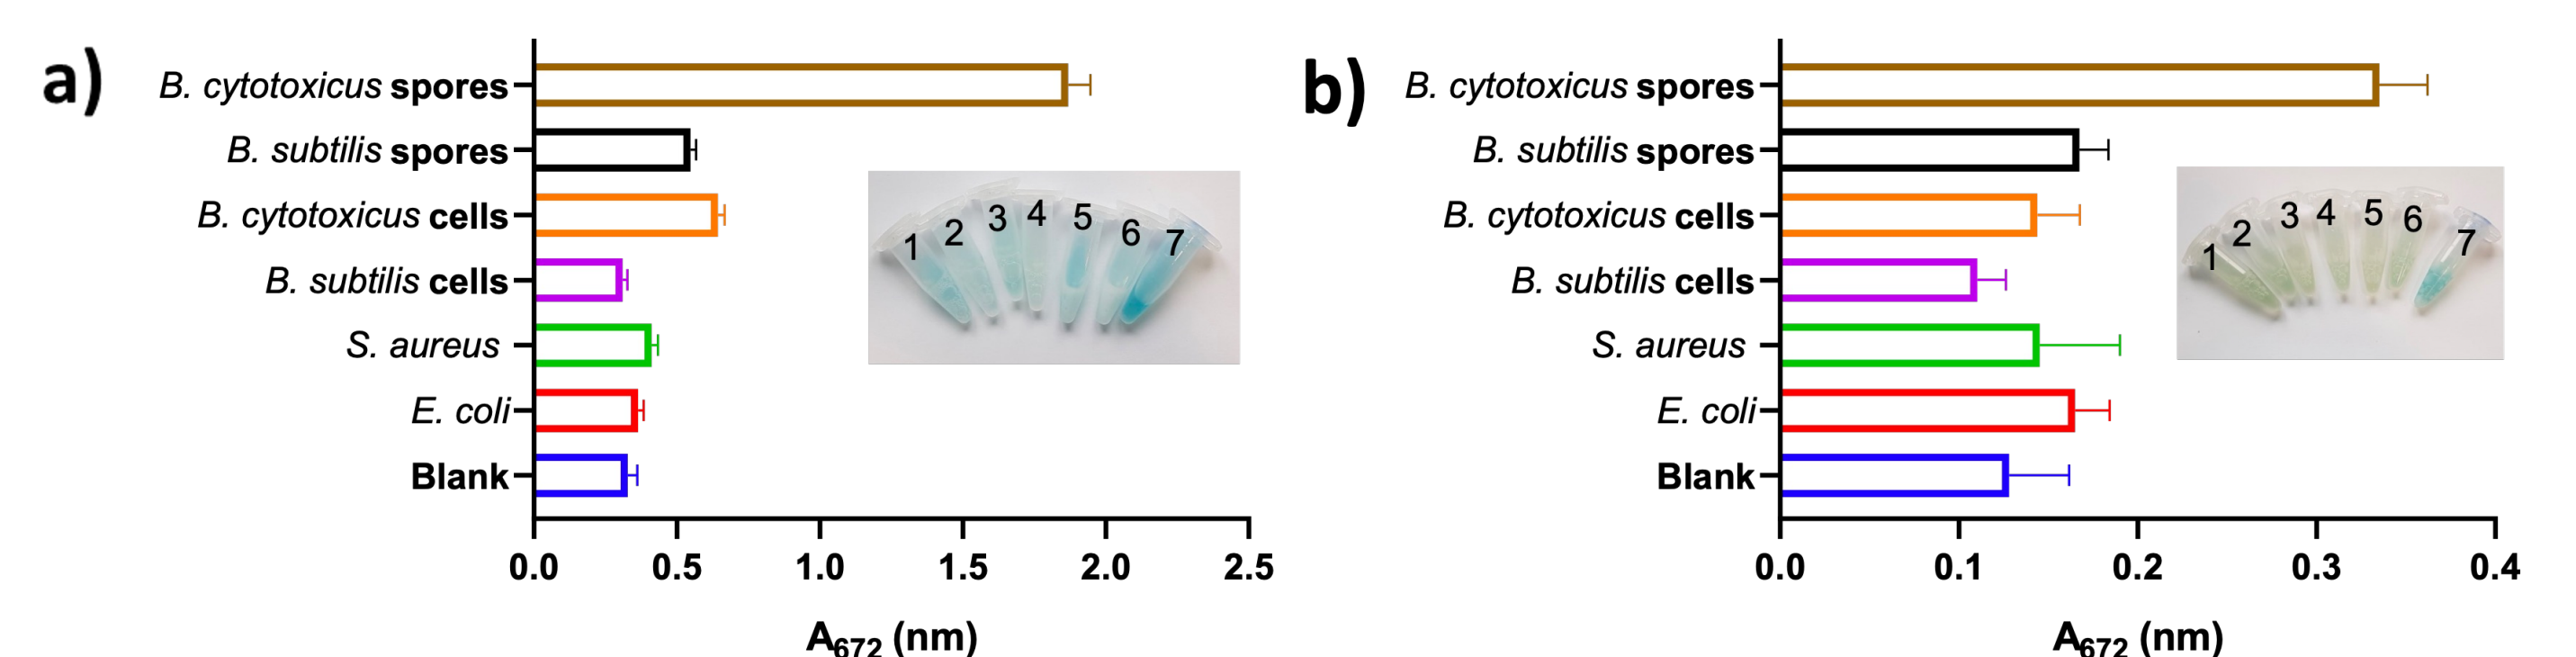 a)
B. cytotoxicus spores
B. subtilis spores
B. cytotoxicus cells
B. subtilis cells
S. aureus
E. coli
Blank
0.0 0.5 1.0 1.5 2.0 2.5
A672 (nm)
1 2 3 4 5 6 7
b)
B. cytotoxicus spores
B. subtilis spores
B. cytotoxicus cells
B. subtilis cells
S. aureus
E. coli
Blank
0.0 0.1 0.2 0.3 0.4
A672 (nm)
1 2 3 4 5 6 7